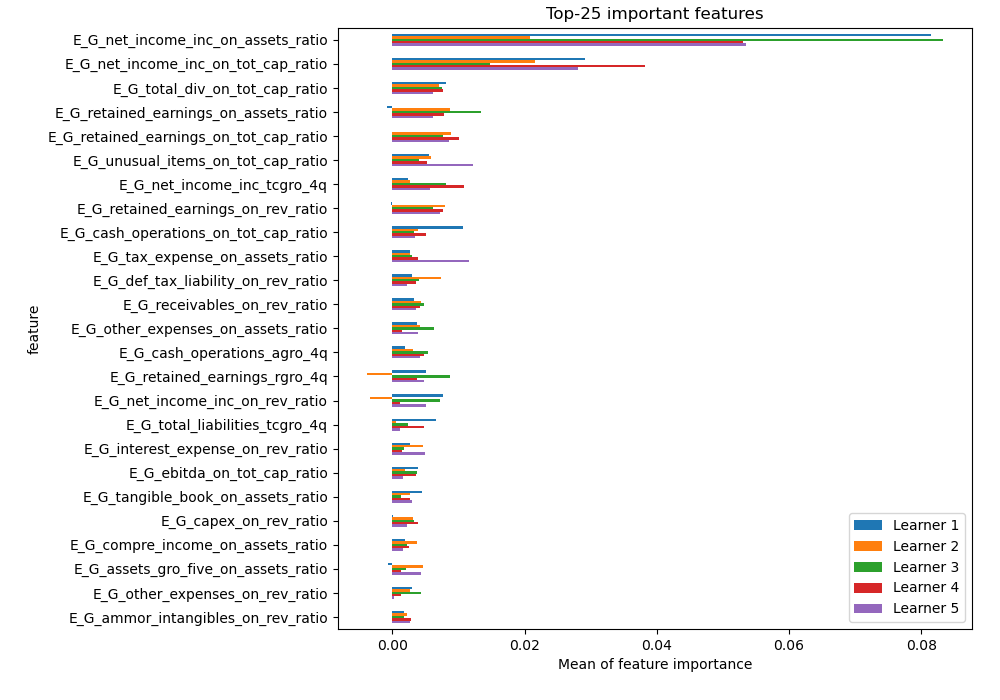 Top-25 important features
E_G_net_income_inc_on_assets_ratio
E_G_net_income_inc_on_tot_cap_ratio
E_G_total_div_on_tot_cap_ratio
E_G_retained_earnings_on_assets_ratio
E_G_retained_earnings_on_tot_cap_ratio
E_G_unusual_items_on_tot_cap_ratio
E_G_net_income_inc_tcgro_4q
E_G_retained_earnings_on_rev_ratio
E_G_cash_operations_on_tot_cap_ratio
E_G_tax_expense_on_assets_ratio
E_G_def_tax_liability_on_rev_ratio
E_G_receivables_on_rev_ratio
E_G_other_expenses_on_assets_ratio
E_G_cash_operations_agro_4q
E_G_retained_earnings_rgro_4q
E_G_net_income_inc_on_rev_ratio
E_G_total_liabilities_tcgro_4q
E_G_interest_expense_on_rev_ratio
E_G_ebitda_on_tot_cap_ratio
E_G_tangible_book_on_assets_ratio
E_G_capex_on_rev_ratio
E_G_compre_income_on_assets_ratio
E_G_assets_gro_five_on_assets_ratio
E_G_other_expenses_on_rev_ratio
E_G_ammor_intangibles_on_rev_ratio
feature
Learner 1
Learner 2
Learner 3
Learner 4
Learner 5
0.00 0.02 0.04 0.06 0.08
Mean of feature importance